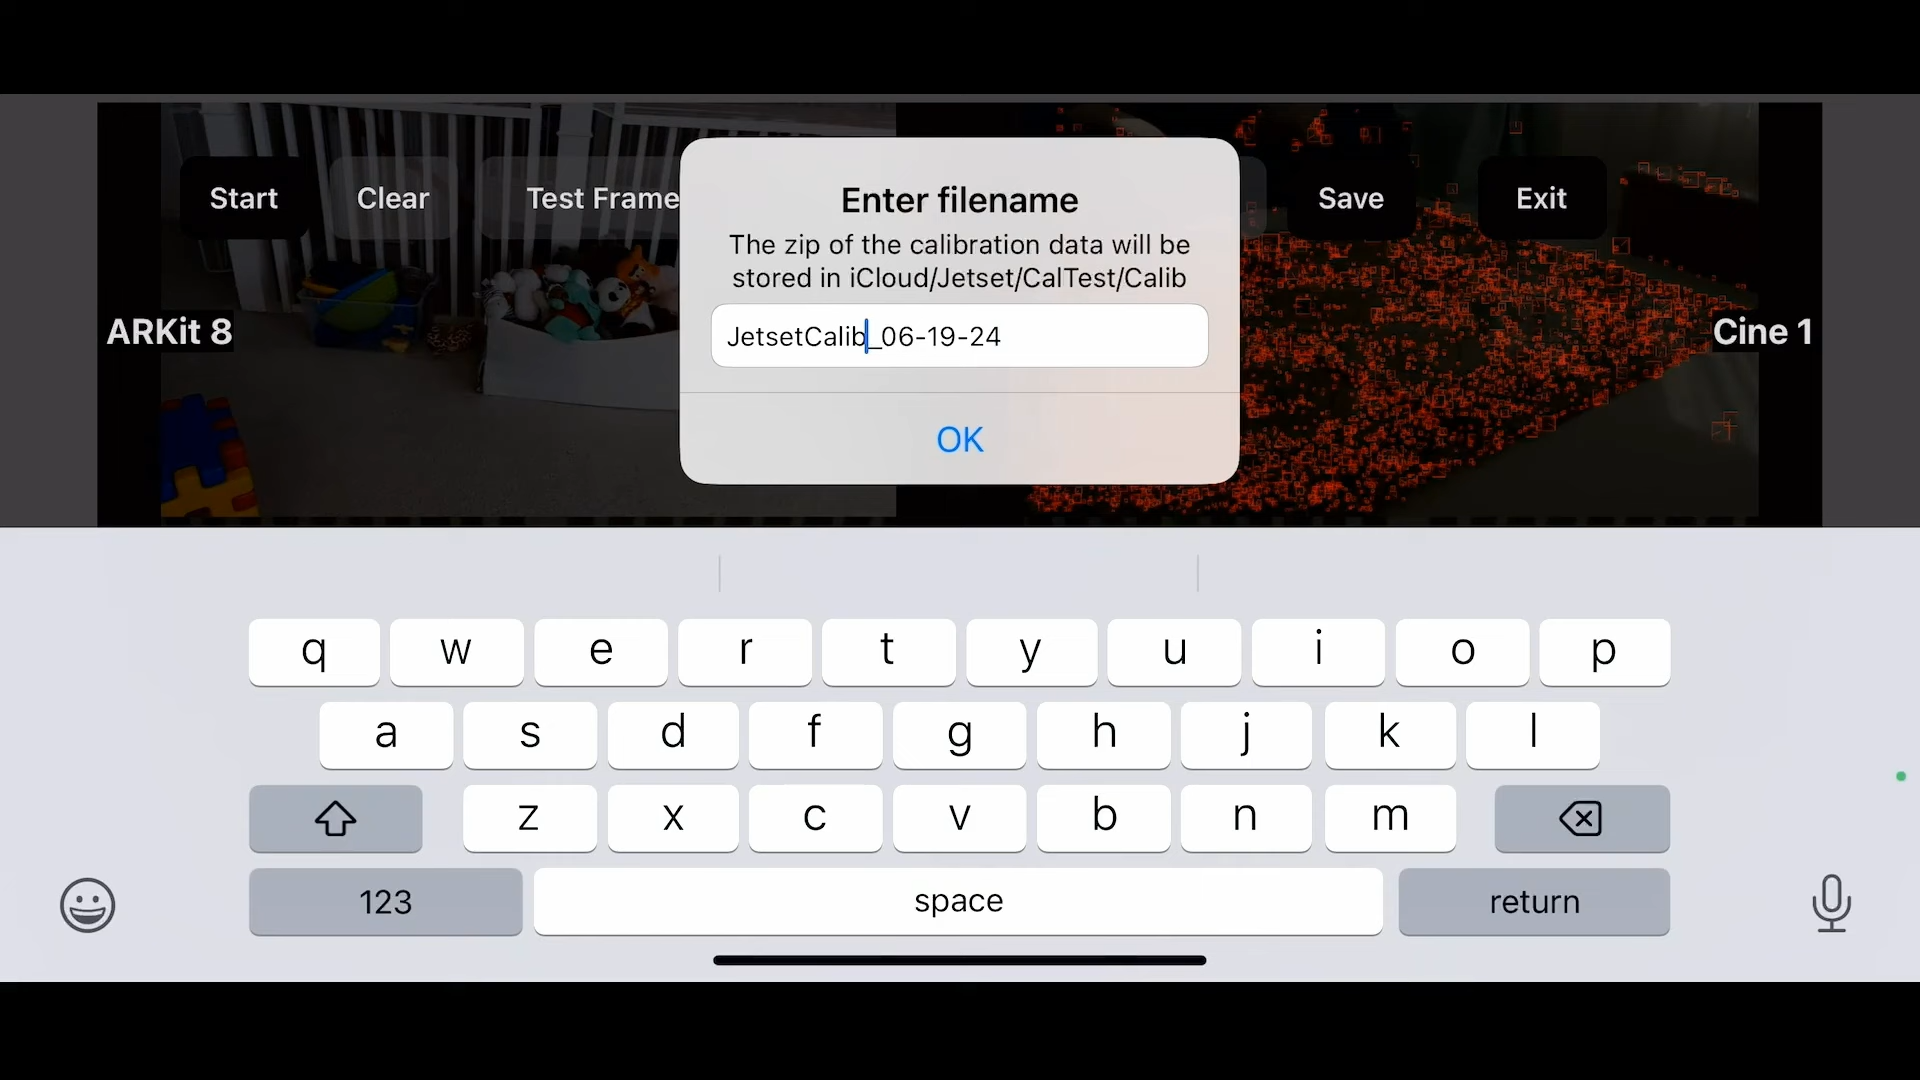 Start
Clear
Test Frame
Save
Exit
Enter filename
The zip of the calibration data will be
stored in iCloud/Jetset/CalTest/Calib
JetsetCalib_06-19-24
OK
ARKit 8
Cine 1
q w e r t y u i o p
a s d f g h j k l
z x c v b n m
123 space return